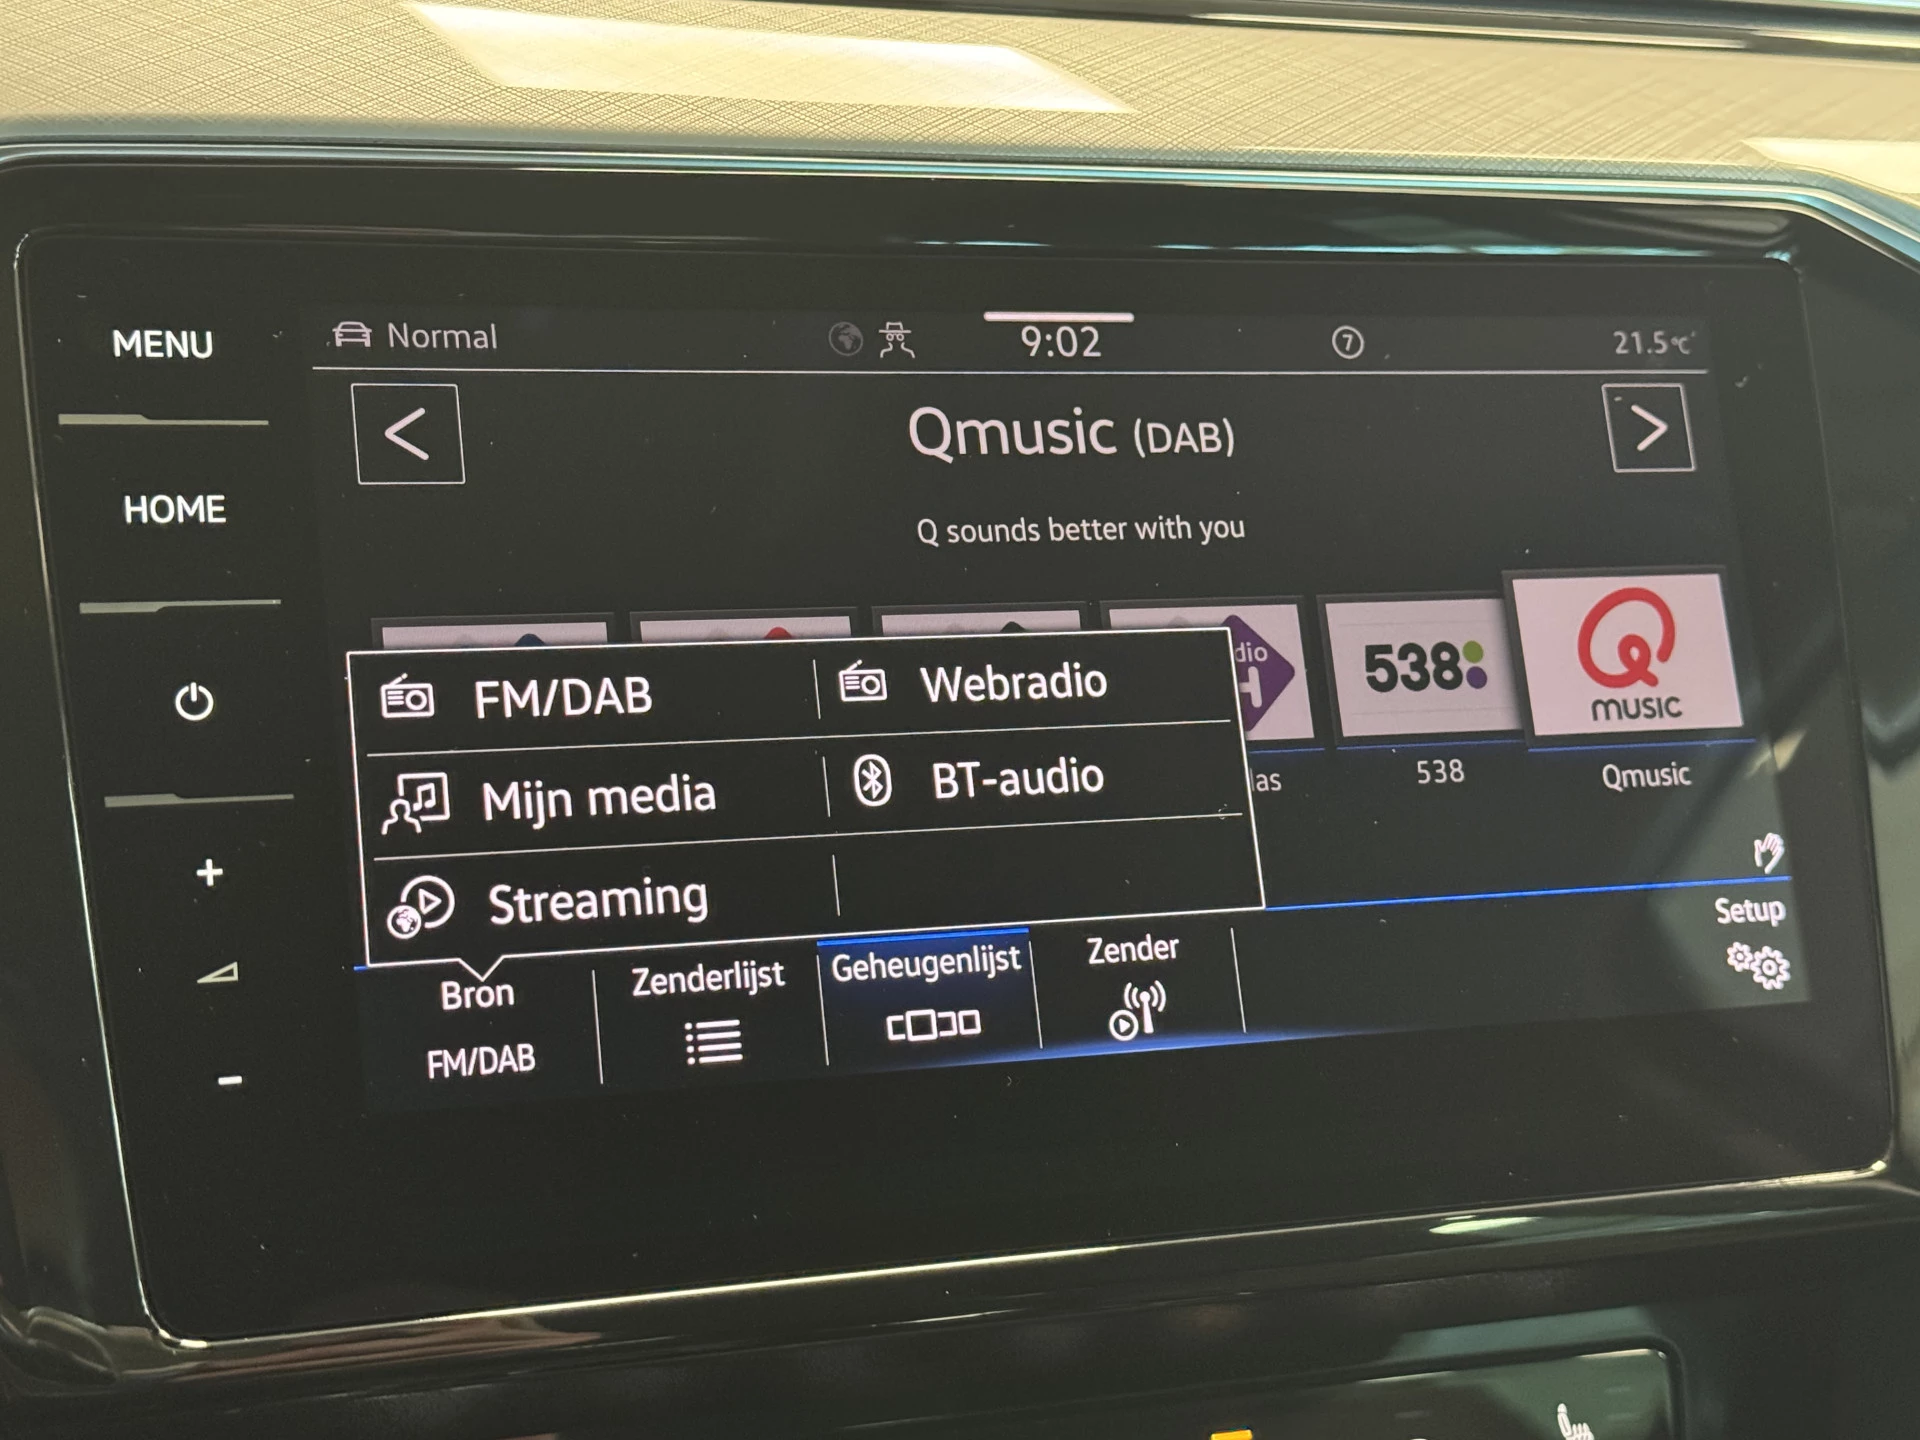 MENU
HOME
+
-
Normal
9:02
7
21.5°C
<
Qmusic (DAB)
>
Q sounds better with you
FM/DAB
Webradio
Mijn media
BT-audio
Streaming
538
MUSIC
538
Qmusic
Bron
FM/DAB
Zenderlijst
Geheugenlijst
Zender
Setup